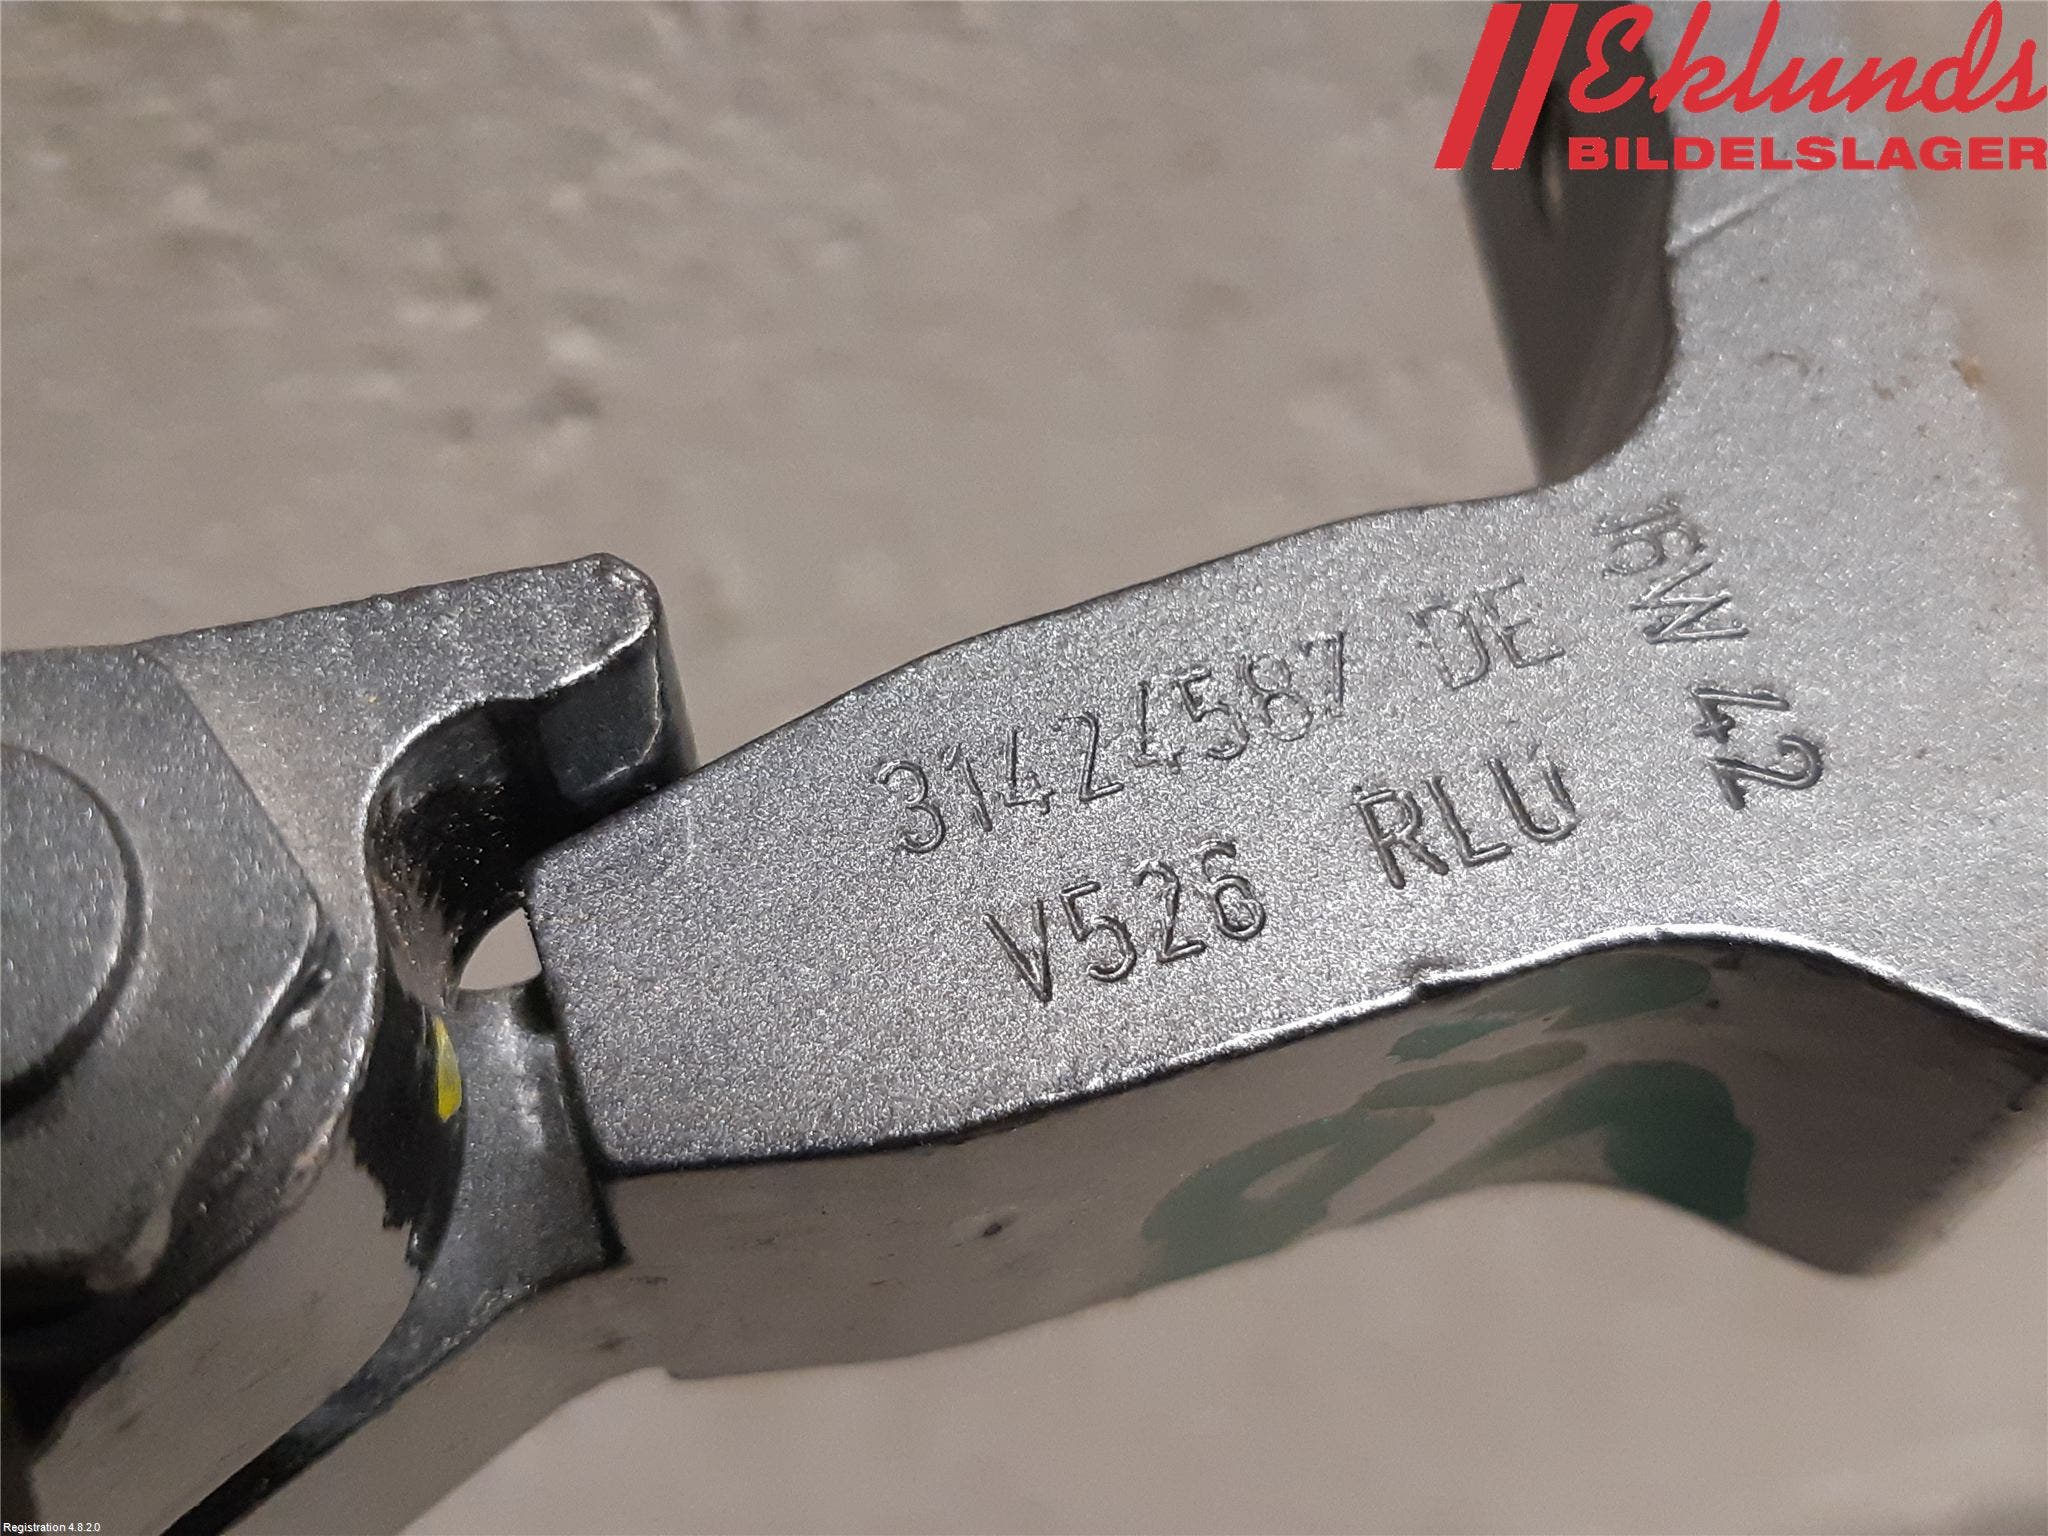 Eklunds
BILDELSLAGER
31424587 DE
V526 RLU
16W 42
Registration 4.8.2.0